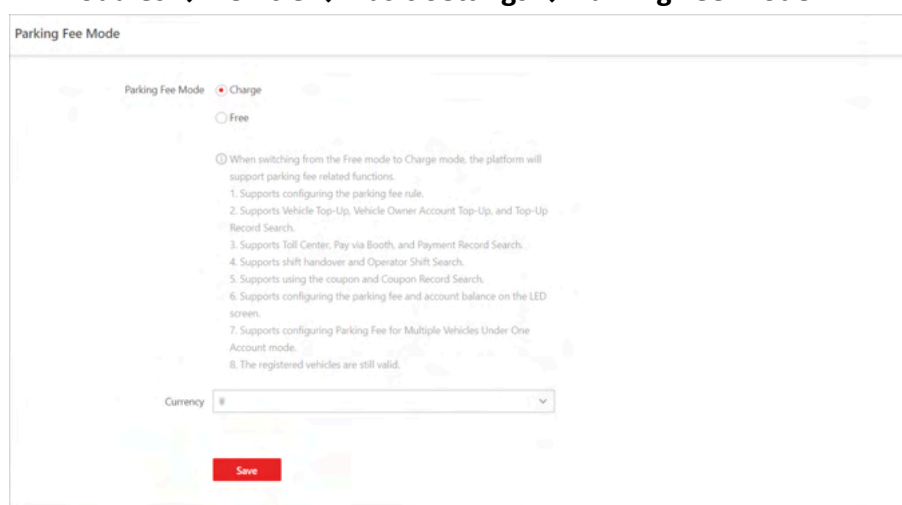 Parking Fee Mode
Parking Fee Mode
Charge
Free
When switching from the Free mode to Charge mode, the platform will
support parking fee related functions.
1. Supports configuring the parking fee rule.
2. Supports Vehicle Top-Up, Vehicle Owner Account Top-Up, and Top-Up
Record Search.
3. Supports Toll Center, Pay via Booth, and Payment Record Search.
4. Supports shift handover and Operator Shift Search.
5. Supports using the coupon and Coupon Record Search.
6. Supports configuring the parking fee and account balance on the LED
screen.
7. Supports configuring Parking Fee for Multiple Vehicles Under One
Account mode.
8. The registered vehicles are still valid.
Currency
Save